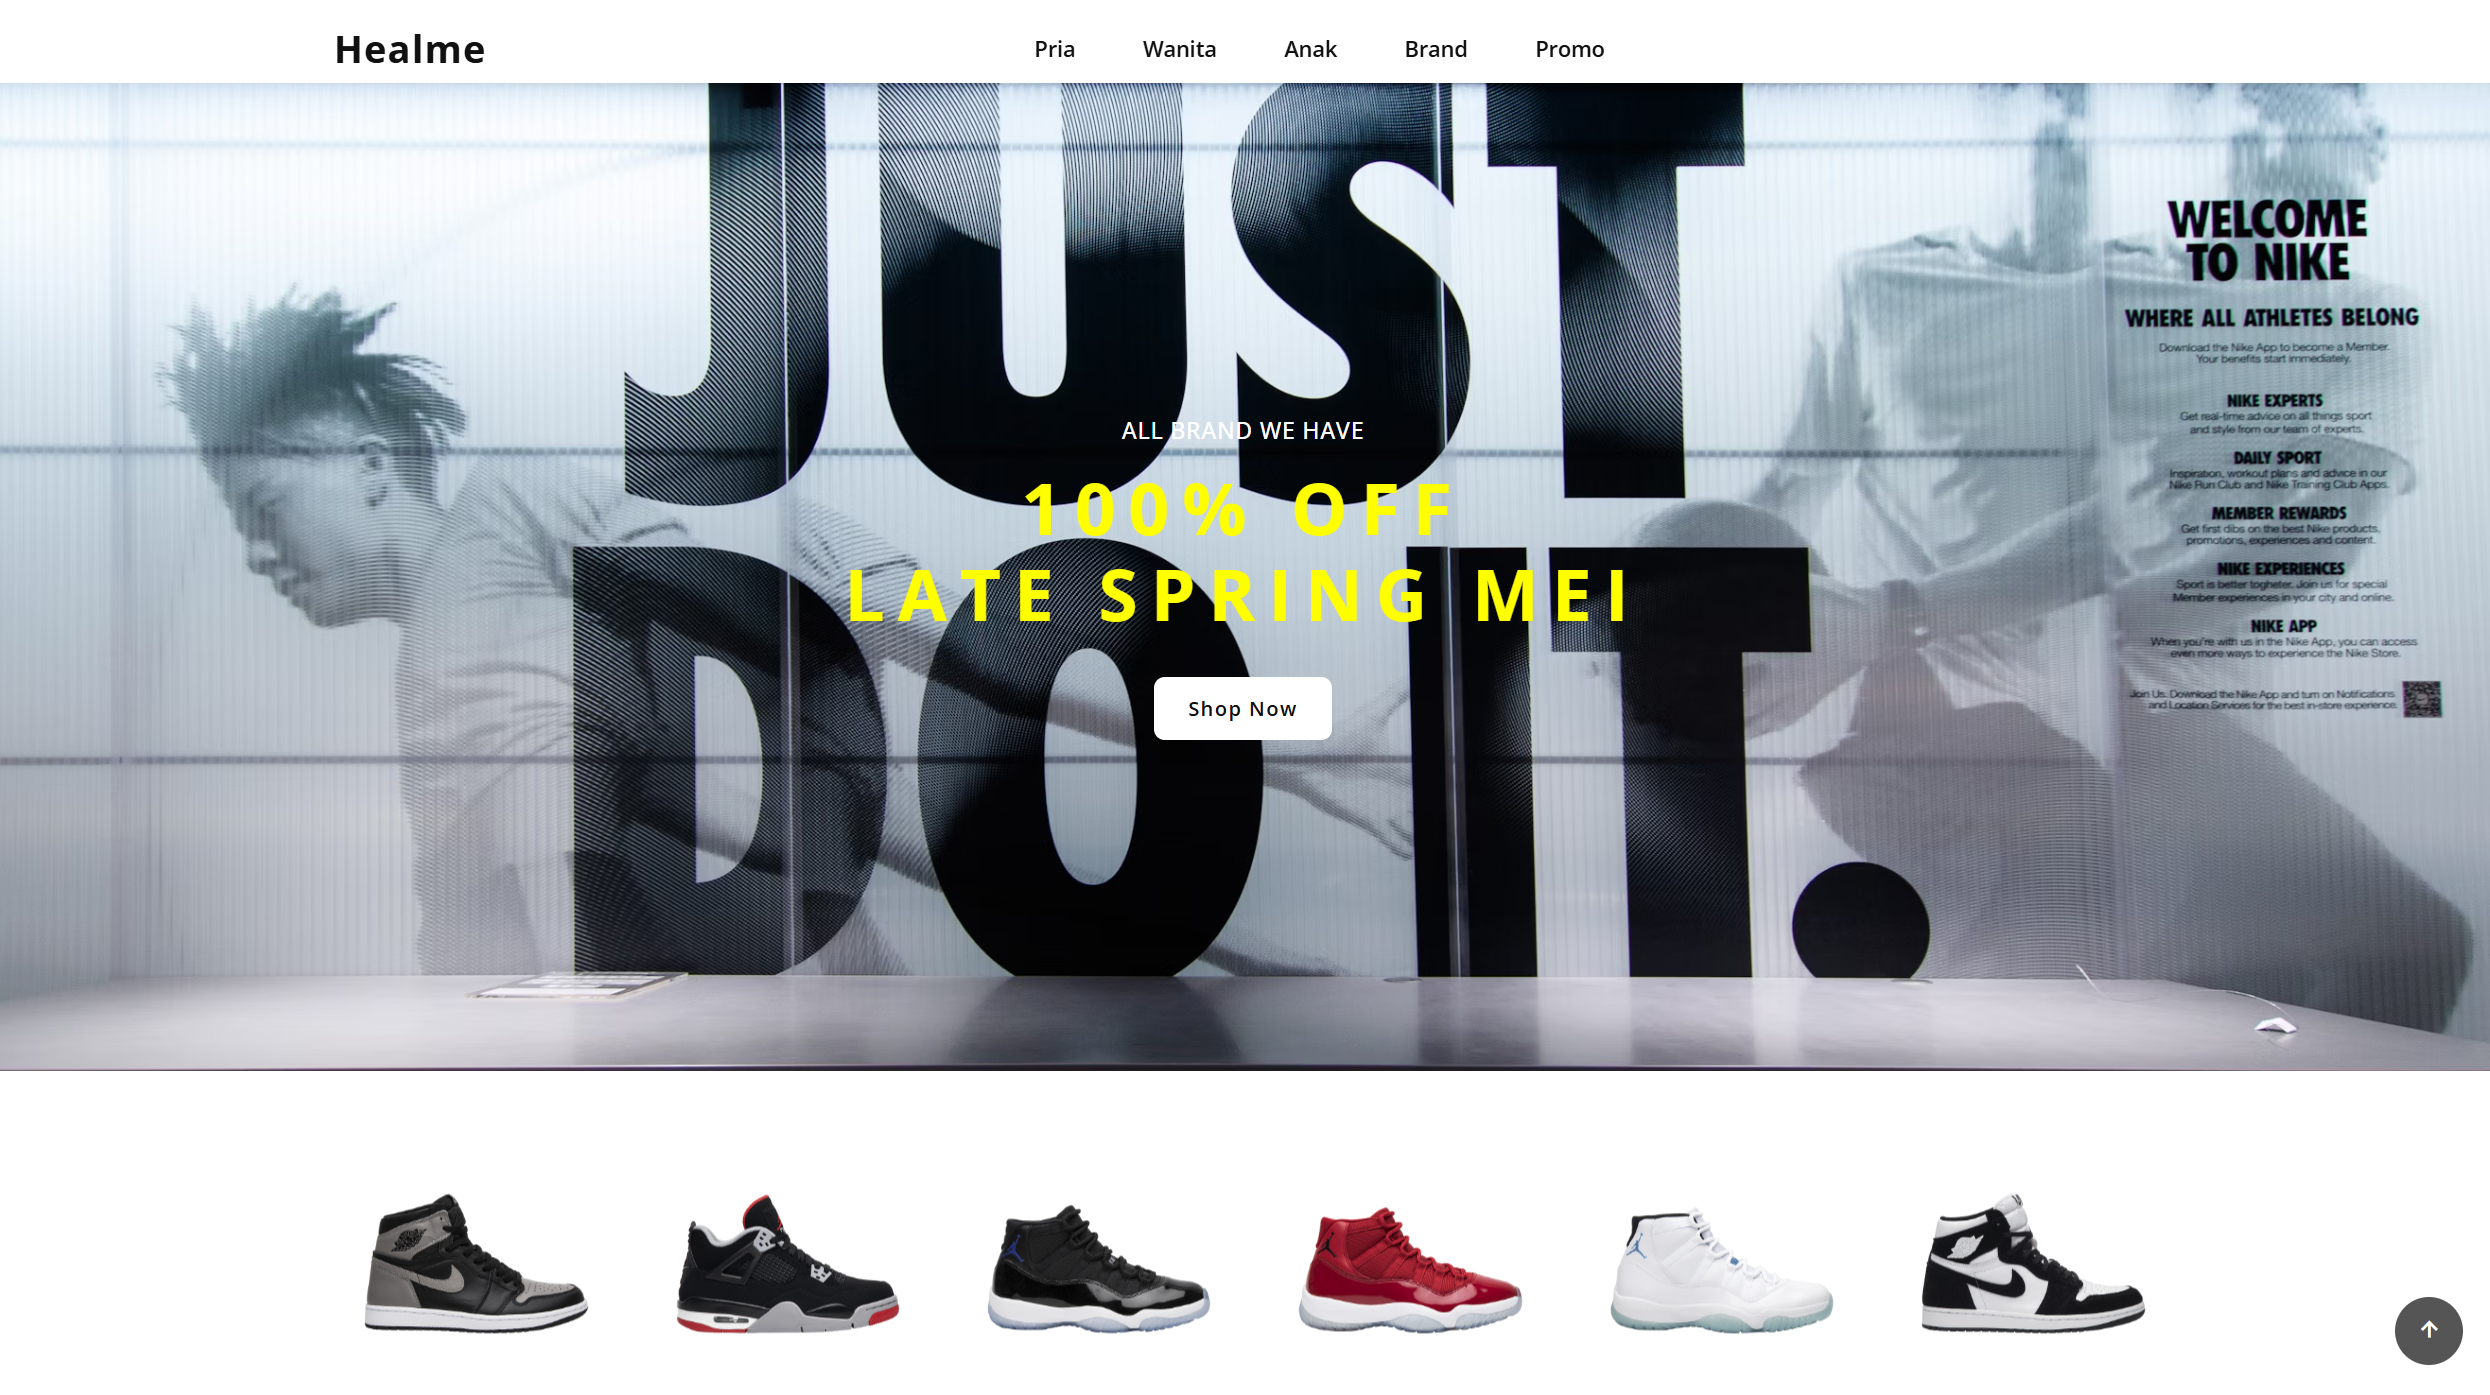 Healme
Pria
Wanita
Anak
Brand
Promo
JUST
DO IT.
ALL BRAND WE HAVE
100% OFF
LATE SPRING MEI
Shop Now
WELCOME
TO NIKE
WHERE ALL ATHLETES BELONG
Download the Nike App to become a Member.
Your benefits start immediately.
NIKE EXPERTS
Get real-time advice on all things sport
and style from our team of experts.
DAILY SPORT
Inspiration, workout plans and advice in our
Nike Run Club and Nike Training Club Apps.
MEMBER REWARDS
Get first dibs on the best Nike products,
promotions, experiences and content.
NIKE EXPERIENCES
Sport is better togheter. Join us for special
Member experiences in your city and online.
NIKE APP
When you're with us in the Nike App, you can access
even more ways to experience the Nike Store.
Join Us. Download the Nike App and turn on Notifications
and Location Services for the best in-store experience.